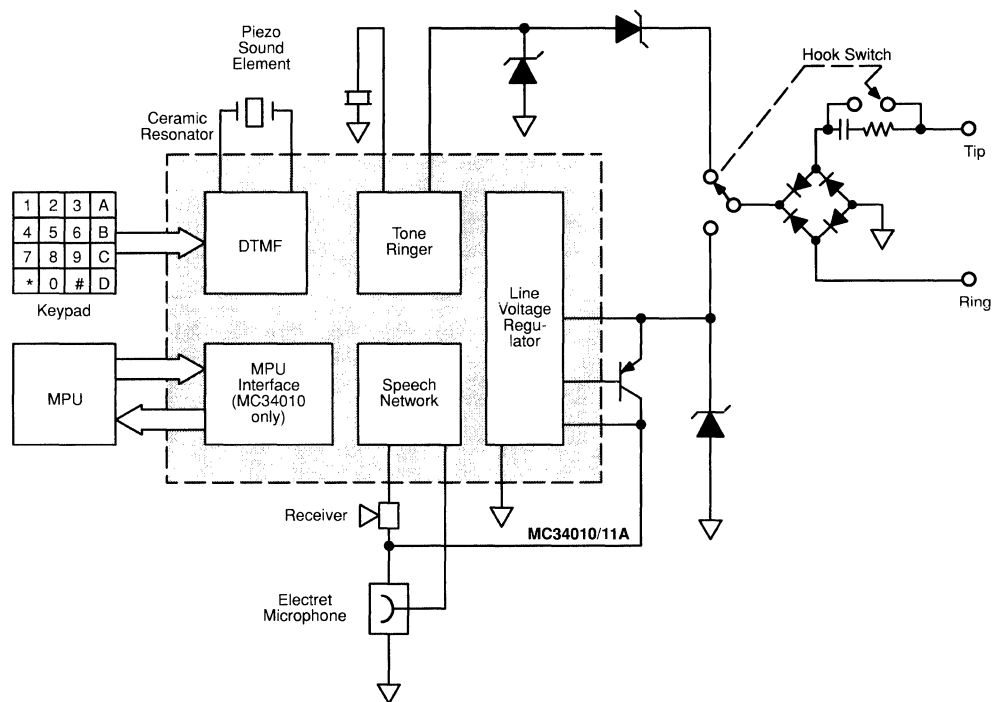 Piezo
Sound
Element
Ceramic
Resonator
Hook Switch
Tip
Ring
1 2 3 A
4 5 6 B
7 8 9 C
* 0 # D
Keypad
DTMF
Tone
Ringer
Line
Voltage
Regu-
lator
MPU
MPU
Interface
(MC34010
only)
Speech
Network
Receiver
MC34010/11A
Electret
Microphone